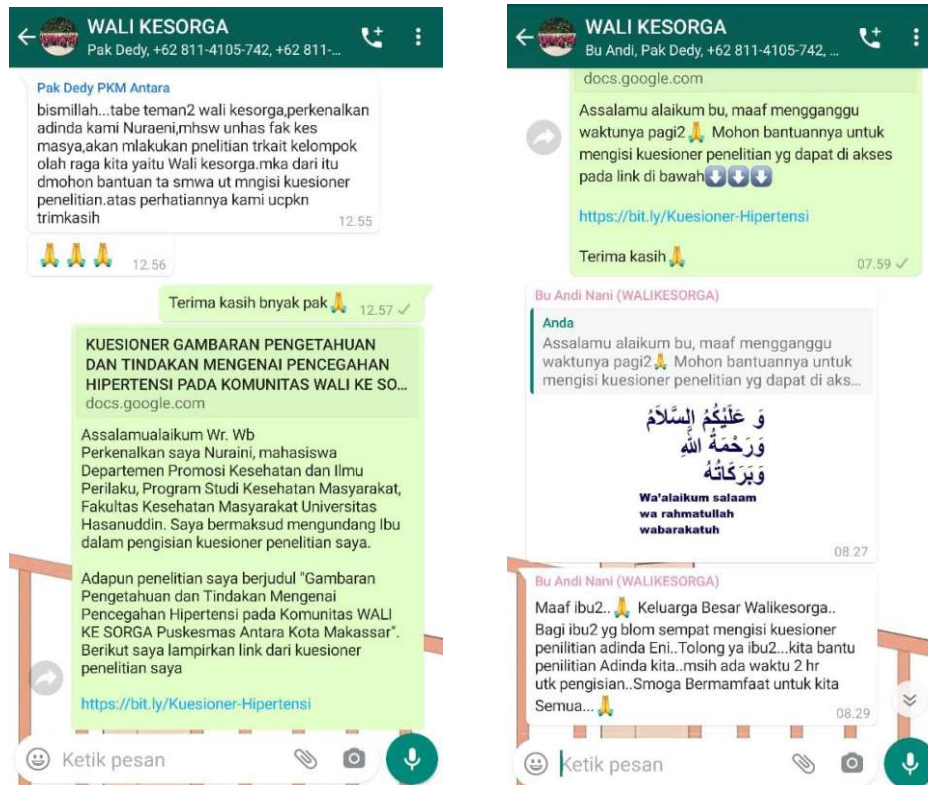 WALI KESORGA
Pak Dedy, +62 811-4105-742, +62 811-...
Pak Dedy PKM Antara
bismillah...tabe teman2 wali kesorga,perkenalkan
adinda kami Nuraeni,mhsw unhas fak kes
masya,akan mlakukan pnelitian trkait kelompok
olah raga kita yaitu Wali kesorga.mka dari itu
dmohon bantuan ta smwa ut mngisi kuesioner
penelitian.atas perhatiannya kami ucpkn
trimkasih
12.55
🙏🙏🙏 12.56
Terima kasih bnyak pak🙏 12.57
KUESIONER GAMBARAN PENGETAHUAN
DAN TINDAKAN MENGENAI PENCEGAHAN
HIPERTENSI PADA KOMUNITAS WALI KE SO...
docs.google.com
Assalamualaikum Wr. Wb
Perkenalkan saya Nuraini, mahasiswa
Departemen Promosi Kesehatan dan Ilmu
Perilaku, Program Studi Kesehatan Masyarakat,
Fakultas Kesehatan Masyarakat Universitas
Hasanuddin. Saya bermaksud mengundang Ibu
dalam pengisian kuesioner penelitian saya.
Adapun penelitian saya berjudul "Gambaran
Pengetahuan dan Tindakan Mengenai
Pencegahan Hipertensi pada Komunitas WALI
KE SORGA Puskesmas Antara Kota Makassar".
Berikut saya lampirkan link dari kuesioner
penelitian saya
https://bit.ly/Kuesioner-Hipertensi
Ketik pesan
WALI KESORGA
Bu Andi, Pak Dedy, +62 811-4105-742, ...
docs.google.com
Assalamu alaikum bu, maaf mengganggu
waktunya pagi2🙏 Mohon bantuannya untuk
mengisi kuesioner penelitian yg dapat di akses
pada link di bawah⬇️⬇️⬇️
https://bit.ly/Kuesioner-Hipertensi
Terima kasih🙏
07.59
Bu Andi Nani (WALIKESORGA)
Anda
Assalamu alaikum bu, maaf mengganggu
waktunya pagi2🙏 Mohon bantuannya untuk
mengisi kuesioner penelitian yg dapat di aks...
وَ عَلَيْكُمُ السَّلاَمُ
وَرَحْمَةُ اللهِ
وَبَرَكَاتُهُ
Wa'alaikum salaam
wa rahmatullah
wabarakatuh
08.27
Bu Andi Nani (WALIKESORGA)
Maaf ibu2..🙏 Keluarga Besar Walikesorga..
Bagi ibu2 yg blom sempat mengisi kuesioner
penilitian adinda Eni..Tolong ya ibu2...kita bantu
penilitian Adinda kita..msih ada waktu 2 hr
utk pengisian..Smoga Bermamfaat untuk kita
Semua...🙏
08.29
Ketik pesan